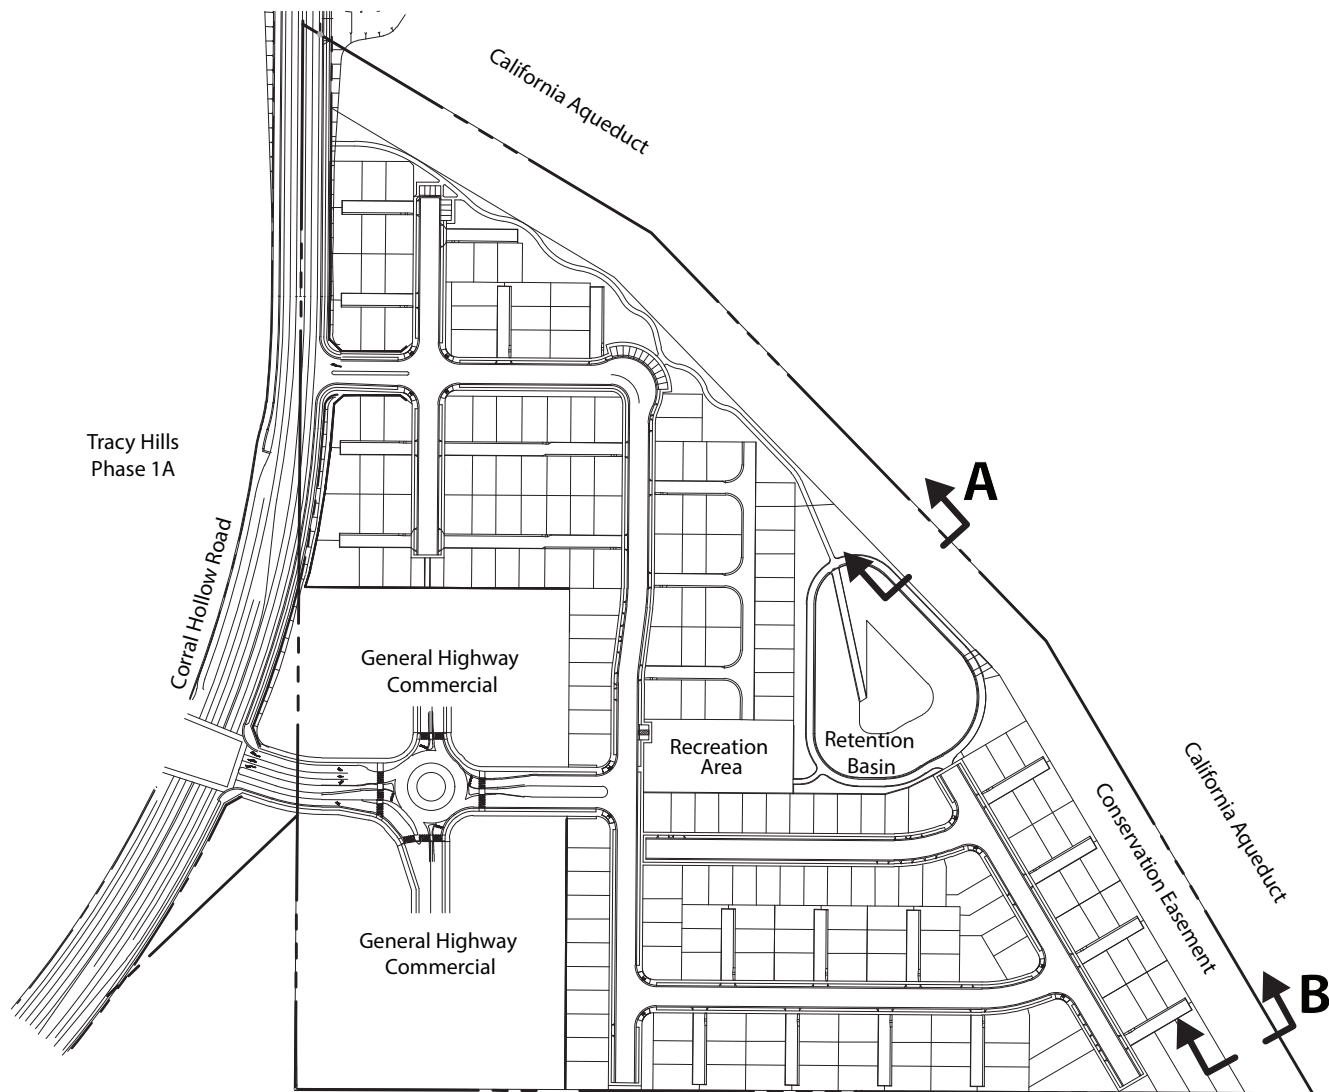 California Aqueduct
Tracy Hills
Phase 1A
A
Corral Hollow Road
General Highway
Commercial
Recreation
Area
Retention
Basin
California Aqueduct
Conservation Easement
General Highway
Commercial
B